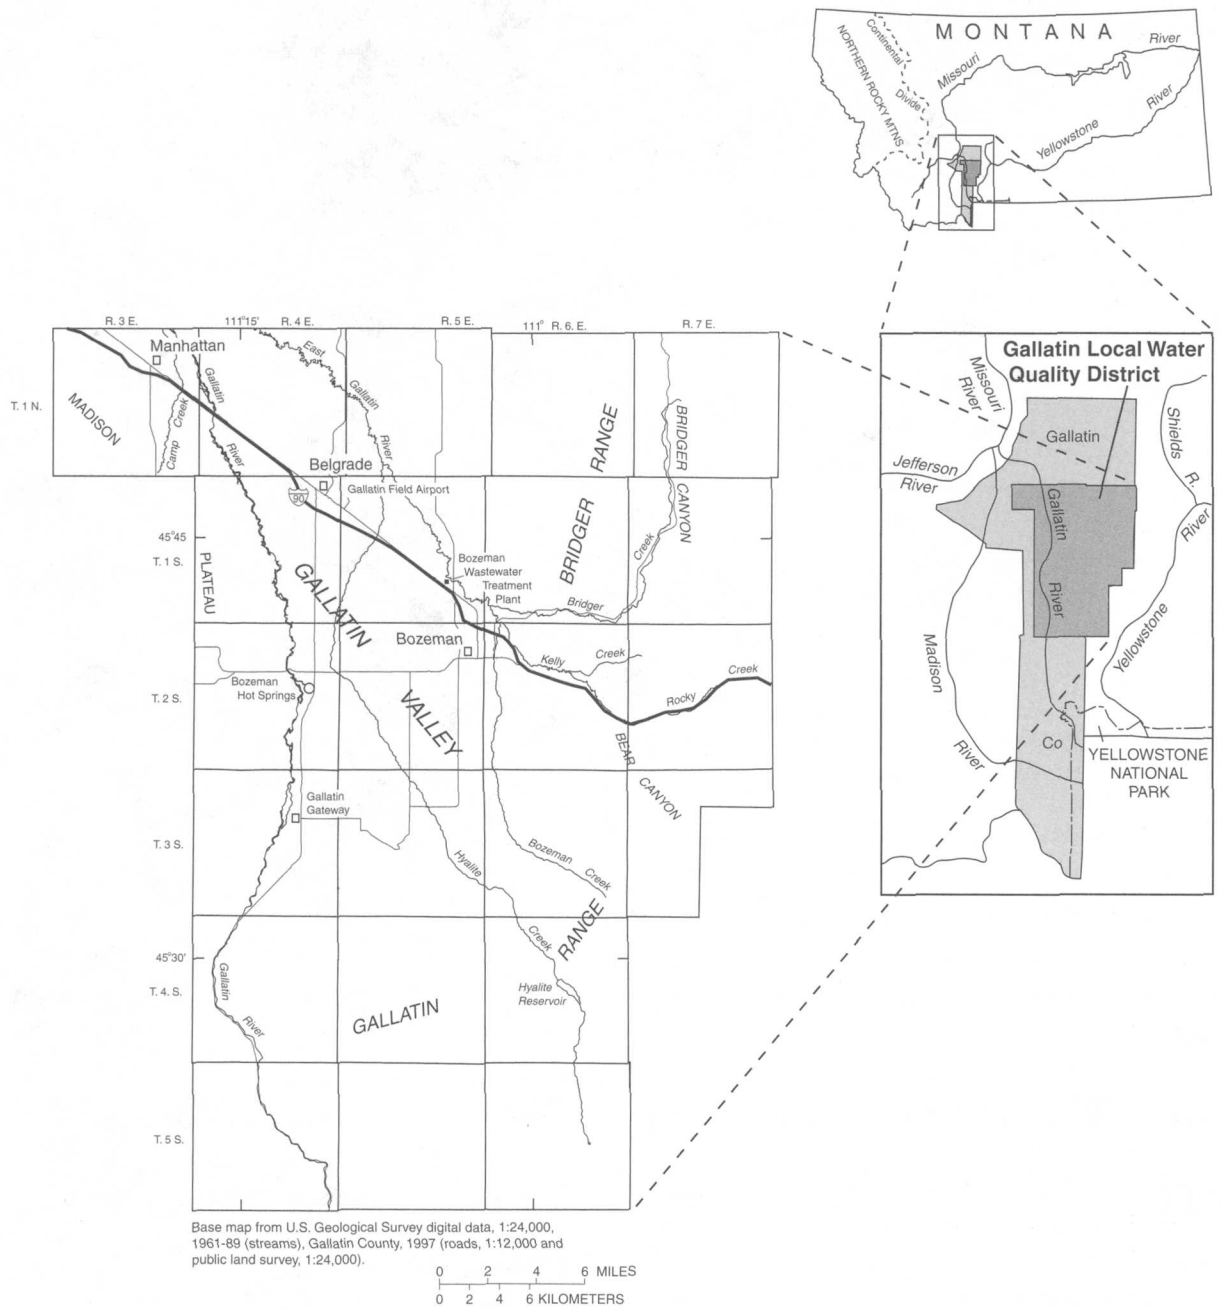 MONTANA
River
Continental
Divide
NORTHERN ROCKY MTNS
Missouri
River
Yellowstone
R. 3 E.
111°15'
R. 4 E.
R. 5 E.
111°
R. 6 E.
R. 7 E.
T. 1 N.
45°45
T. 1 S.
T. 2 S.
T. 3 S.
45°30'
T. 4. S.
T. 5 S.
Manhattan
MADISON
Camp
Creek
Gallatin
River
East
Gallatin
River
Belgrade
Gallatin Field Airport
90
RANGE
BRIDGER
BRIDGER
CANYON
Creek
Bridger
PLATEAU
GALLATIN
VALLEY
Bozeman
Wastewater
Treatment
Plant
Bozeman
Kelly
Creek
Rocky
Creek
Bozeman
Hot Springs
BEAR
CANYON
Gallatin
Gateway
Hyalite
Creek
Bozeman
Creek
RANGE
GALLATIN
Hyalite
Reservoir
Gallatin
River
Gallatin Local Water
Quality District
Missouri
River
Gallatin
Shields
R.
Jefferson
River
Gallatin
River
River
Yellowstone
Madison
River
Co
YELLOWSTONE
NATIONAL
PARK
Base map from U.S. Geological Survey digital data, 1:24,000,
1961-89 (streams), Gallatin County, 1997 (roads, 1:12,000 and
public land survey, 1:24,000).
0 2 4 6 MILES
0 2 4 6 KILOMETERS